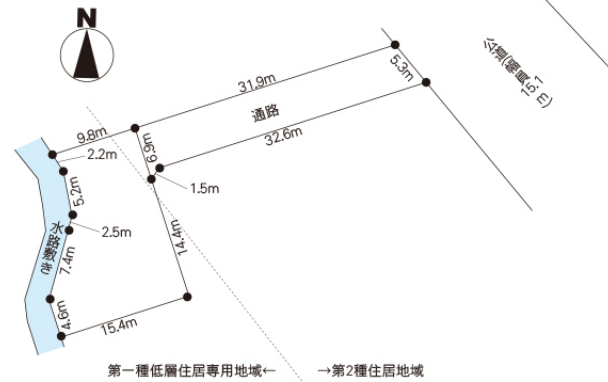 N
公道(幅員15.1m)
5.3m
31.9m
通路
32.6m
9.8m
6.9m
2.2m
1.5m
5.2m
2.5m
14.4m
水路敷き
7.4m
4.6m
15.4m
第一種低層住居専用地域← →第2種住居地域